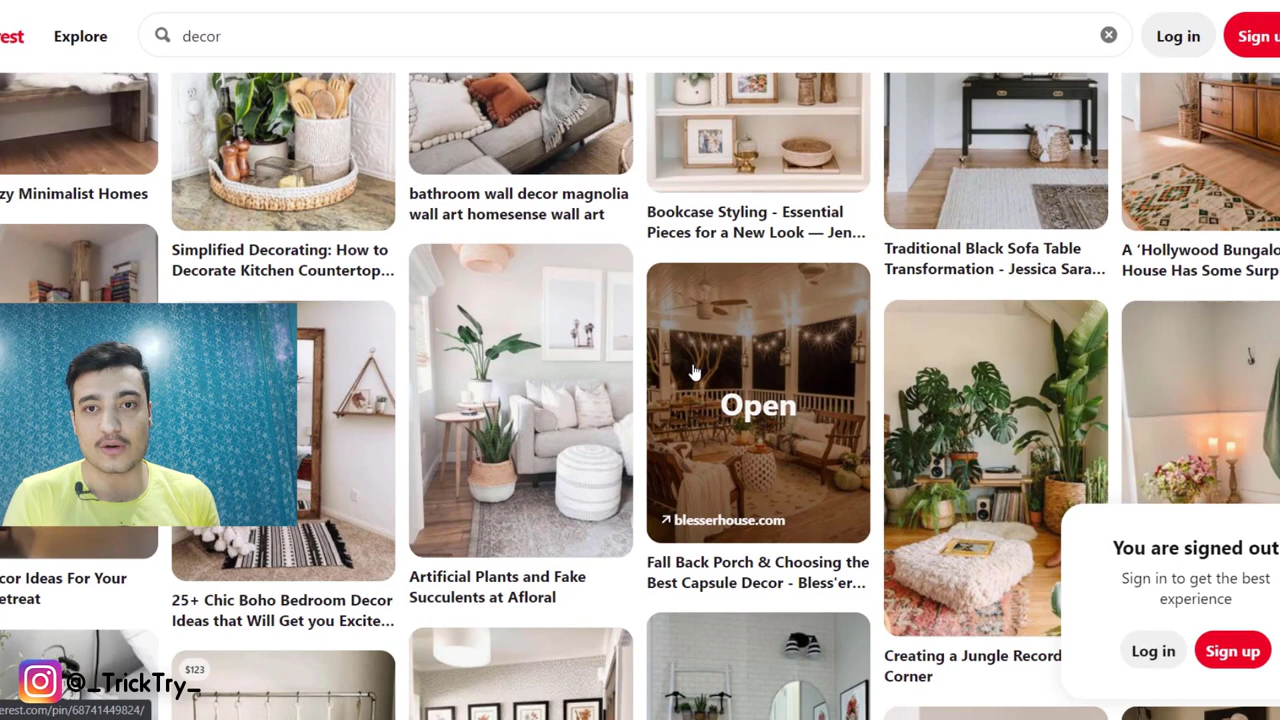 rest
Explore
decor
Log in
Sign u
zy Minimalist Homes
Simplified Decorating: How to
Decorate Kitchen Countertop...
bathroom wall decor magnolia
wall art homesense wall art
Bookcase Styling - Essential
Pieces for a New Look — Jen...
Traditional Black Sofa Table
Transformation - Jessica Sara...
A ‘Hollywood Bungalo
House Has Some Surp
Open
blesserhouse.com
cor Ideas For Your
etreat
25+ Chic Boho Bedroom Decor
Ideas that Will Get you Excite...
Artificial Plants and Fake
Succulents at Afloral
Fall Back Porch & Choosing the
Best Capsule Decor - Bless'er...
Creating a Jungle Record
Corner
You are signed out
Sign in to get the best
experience
Log in
Sign up
$123
@_TrickTry_
erest.com/pin/68741449824/